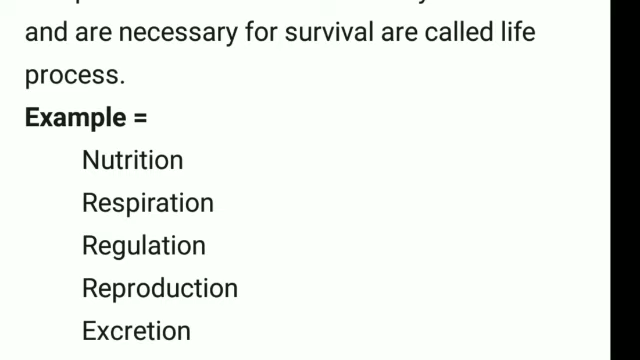 and are necessary for survival are called life
process.
Example =
Nutrition
Respiration
Regulation
Reproduction
Excretion